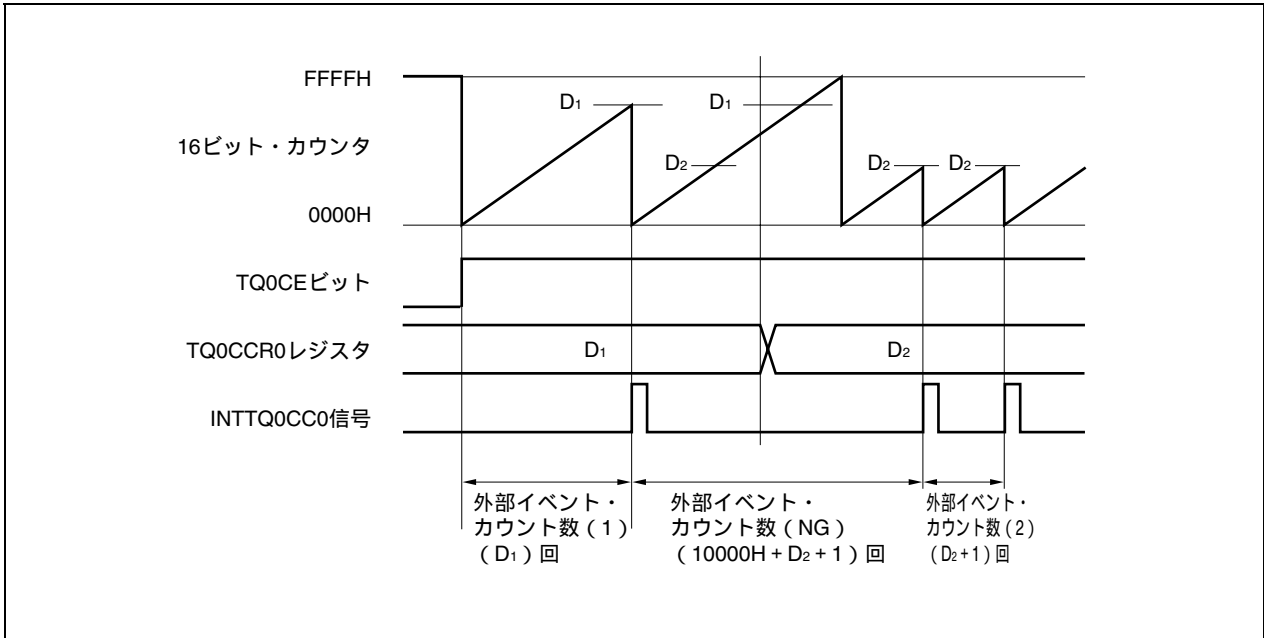 FFFFH
D1
D1
16ビット・カウンタ
D2
D2
D2
0000H
TQ0CEビット
TQ0CCR0レジスタ
D1
D2
INTTQ0CC0信号
外部イベント・
カウント数（1）
（D1）回
外部イベント・
カウント数（NG）
（10000H + D2 + 1）回
外部イベント・
カウント数（2）
（D2+1）回